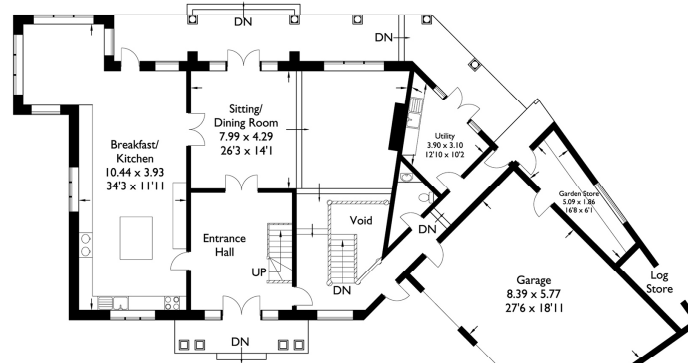 DN
DN
Sitting/
Dining Room
7.99 x 4.29
26'3 x 14'1
Breakfast/
Kitchen
10.44 x 3.93
34'3 x 11'11
Utility
3.90 x 3.10
12'10 x 10'2
Garden Store
5.09 x 1.86
16'8 x 6'1
Void
Entrance
Hall
DN
UP
DN
Garage
8.39 x 5.77
27'6 x 18'11
Log
Store
DN